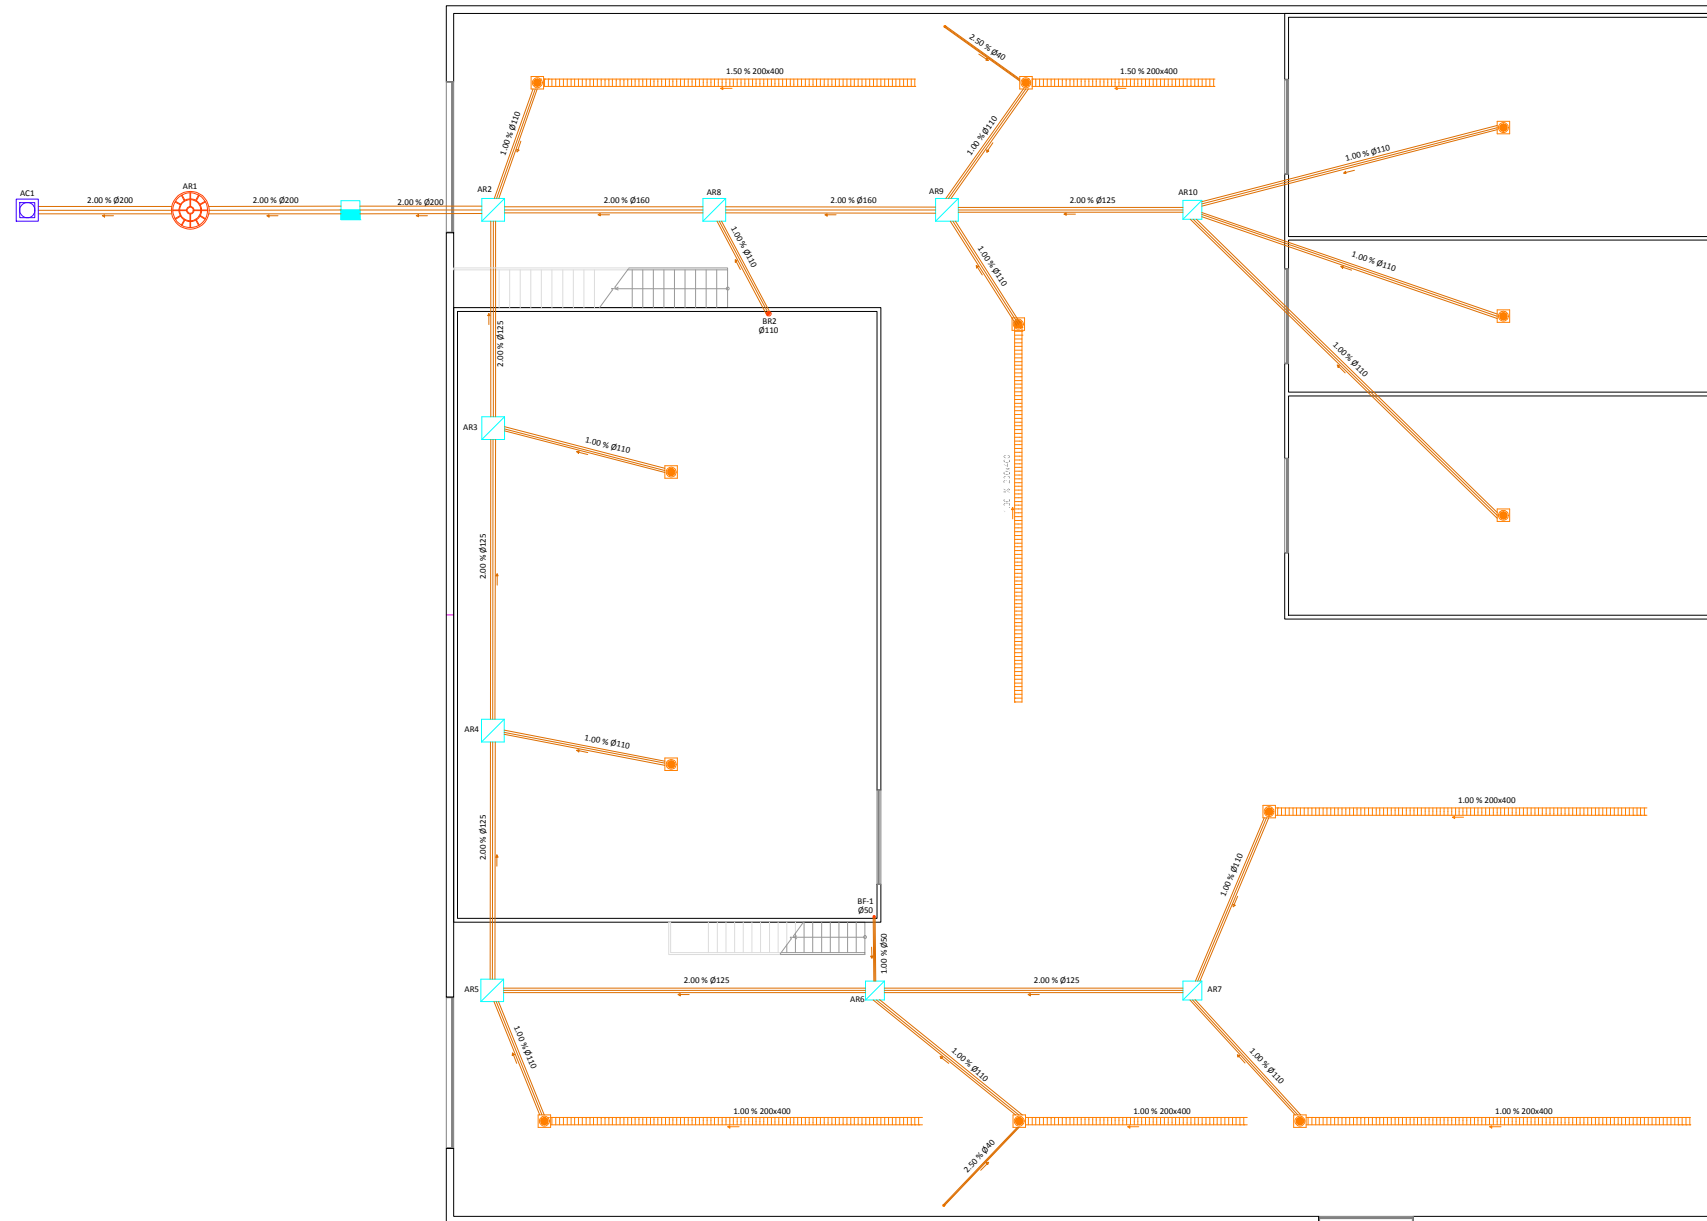 2.50 % Ø40
1.50 % 200x400
1.50 % 200x400
1.00 % Ø110
1.00 % Ø110
1.00 % Ø110
AC1
AR1
AR2
AR8
AR9
AR10
2.00 % Ø200
2.00 % Ø200
2.00 % Ø200
2.00 % Ø160
2.00 % Ø160
2.00 % Ø125
1.00 % Ø110
1.00 % Ø110
1.00 % Ø110
BR2
Ø110
2.00 % Ø125
1.00 % Ø110
AR3
1.00 % Ø110
2.00 % Ø125
AR4
1.00 % Ø110
1.00 % 200x400
2.00 % Ø125
1.00 % Ø110
BF-1
Ø50
1.00 % Ø50
AR5
2.00 % Ø125
AR6
2.00 % Ø125
AR7
1.00 % Ø110
1.00 % Ø110
1.00 % Ø110
1.00 % 200x400
1.00 % 200x400
1.00 % 200x400
2.50 % Ø40